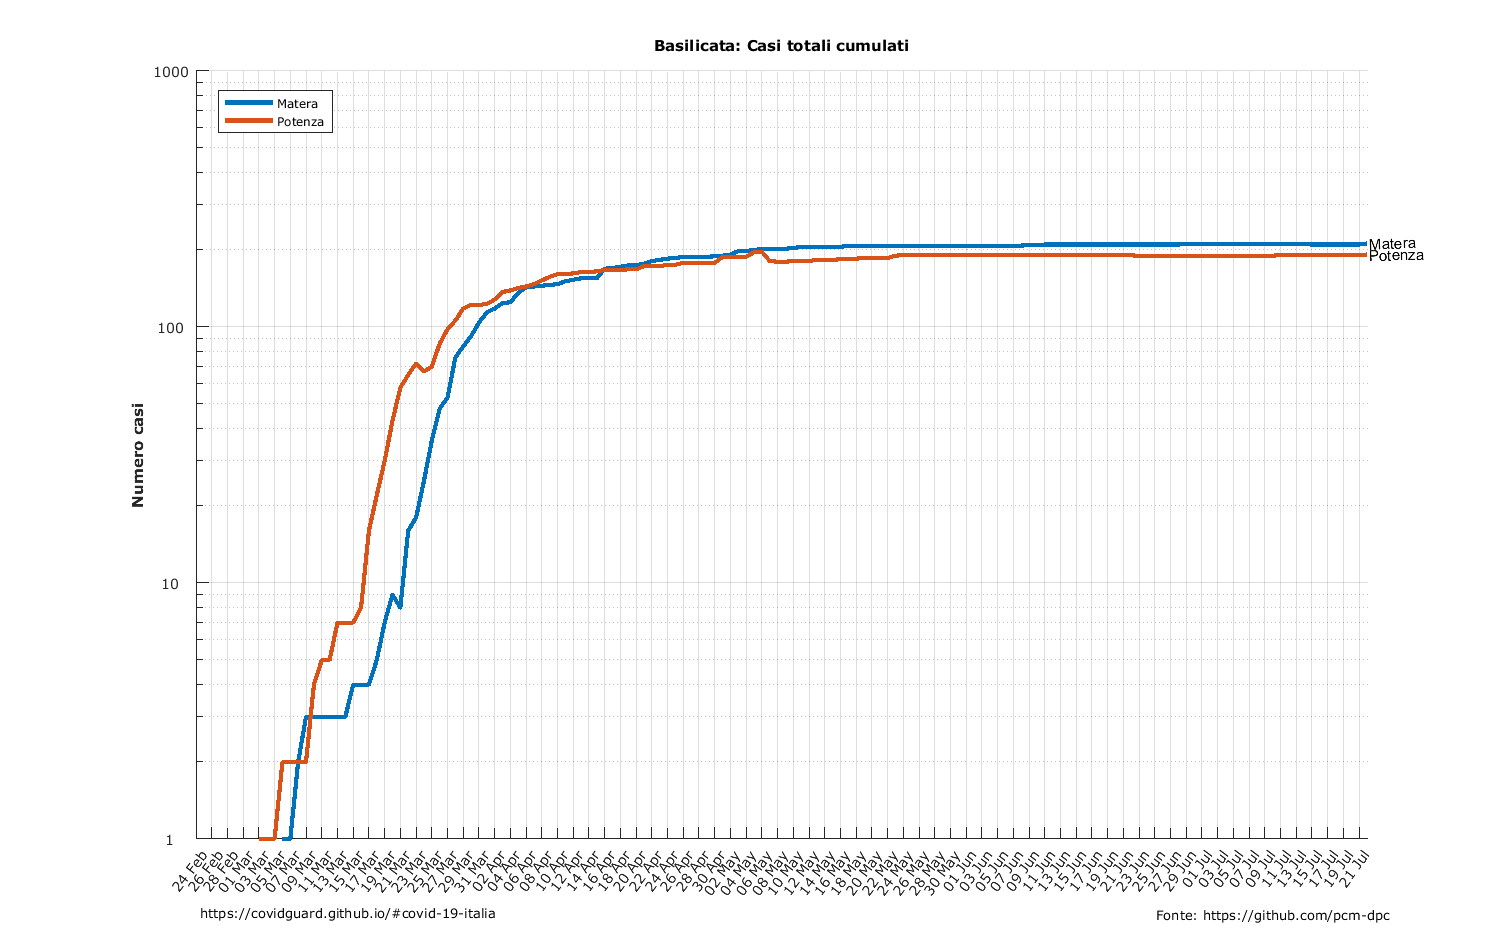 Basilicata: Casi totali cumulati
1000
100
10
1
Numero casi
Matera
Potenza
Matera
Potenza
24 Feb
26 Feb
28 Feb
01 Mar
03 Mar
05 Mar
07 Mar
09 Mar
11 Mar
13 Mar
15 Mar
17 Mar
19 Mar
21 Mar
23 Mar
25 Mar
27 Mar
29 Mar
31 Mar
02 Apr
04 Apr
06 Apr
08 Apr
10 Apr
12 Apr
14 Apr
16 Apr
18 Apr
20 Apr
22 Apr
24 Apr
26 Apr
28 Apr
30 Apr
02 May
04 May
06 May
08 May
10 May
12 May
14 May
16 May
18 May
20 May
22 May
24 May
26 May
28 May
30 May
01 Jun
03 Jun
05 Jun
07 Jun
09 Jun
11 Jun
13 Jun
15 Jun
17 Jun
19 Jun
21 Jun
23 Jun
25 Jun
27 Jun
29 Jun
01 Jul
03 Jul
05 Jul
07 Jul
09 Jul
11 Jul
13 Jul
15 Jul
17 Jul
19 Jul
21 Jul
https://covidguard.github.io/#covid-19-italia
Fonte: https://github.com/pcm-dpc